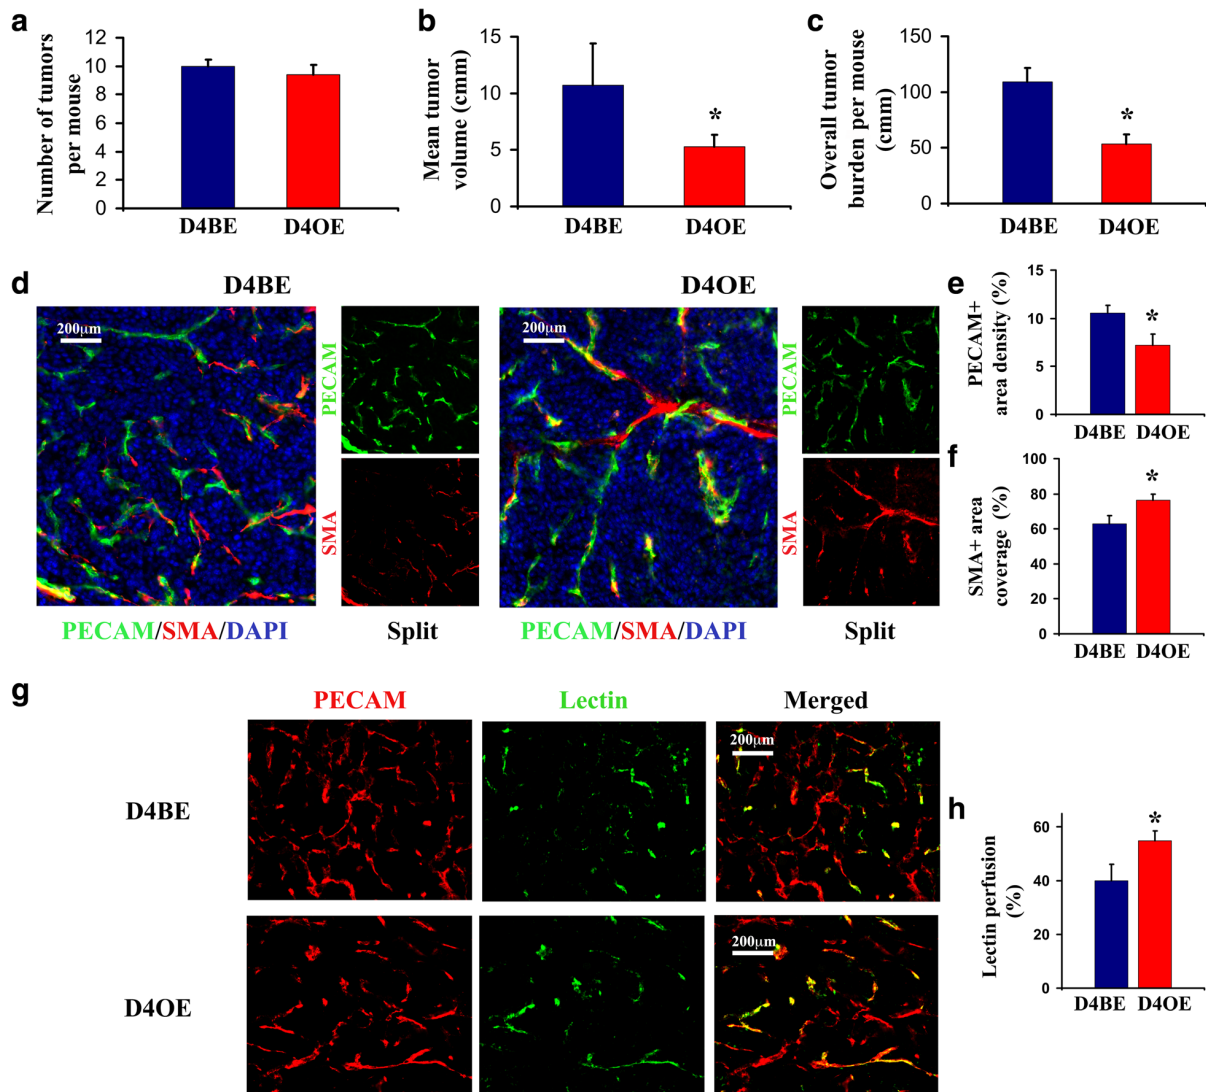 a
Number of tumors
per mouse
12
10
8
6
4
2
0
D4BE
D4OE
b
Mean tumor
volume (cmm)
15
10
5
0
D4BE
D4OE
*
c
Overall tumor
burden per mouse
(cmm)
150
100
50
0
D4BE
D4OE
*
d
D4BE
200μm
PECAM/SMA/DAPI
PECAM
SMA
Split
D4OE
200μm
PECAM/SMA/DAPI
PECAM
SMA
Split
e
PECAM+
area density (%)
15
10
5
0
D4BE
D4OE
*
f
SMA+ area
coverage (%)
100
80
60
40
20
0
D4BE
D4OE
*
g
PECAM
Lectin
Merged
D4BE
200μm
D4OE
200μm
h
Lectin perfusion
(%)
60
40
20
0
D4BE
D4OE
*